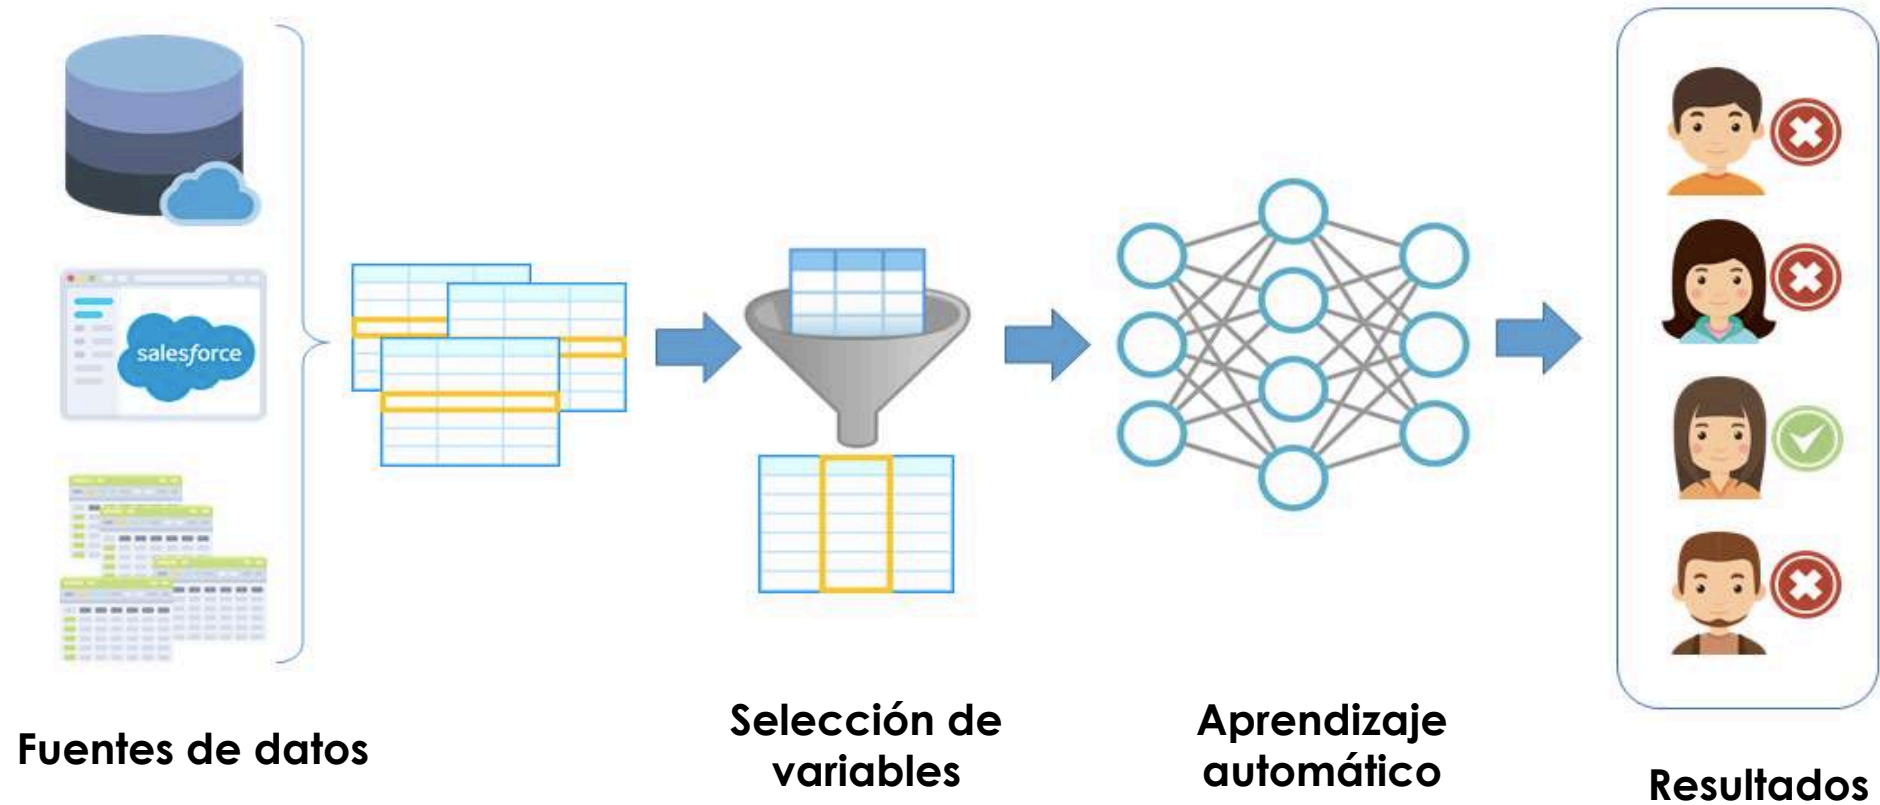 salesforce
Fuentes de datos
Selección de
variables
Aprendizaje
automático
Resultados